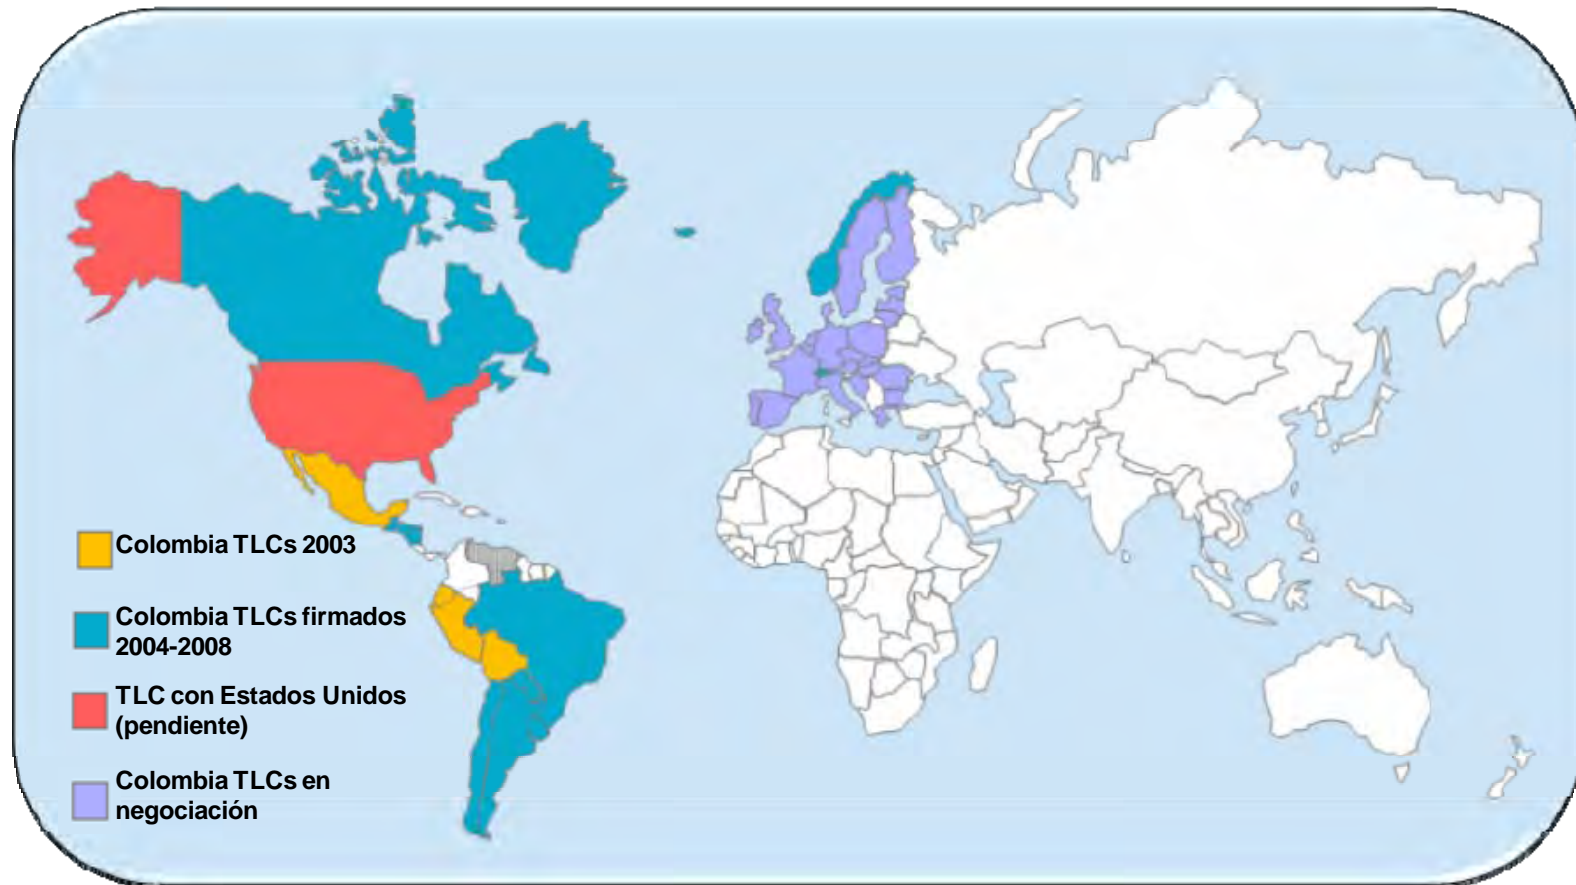 Colombia TLCs 2003
Colombia TLCs firmados
2004-2008
TLC con Estados Unidos
(pendiente)
Colombia TLCs en
negociación